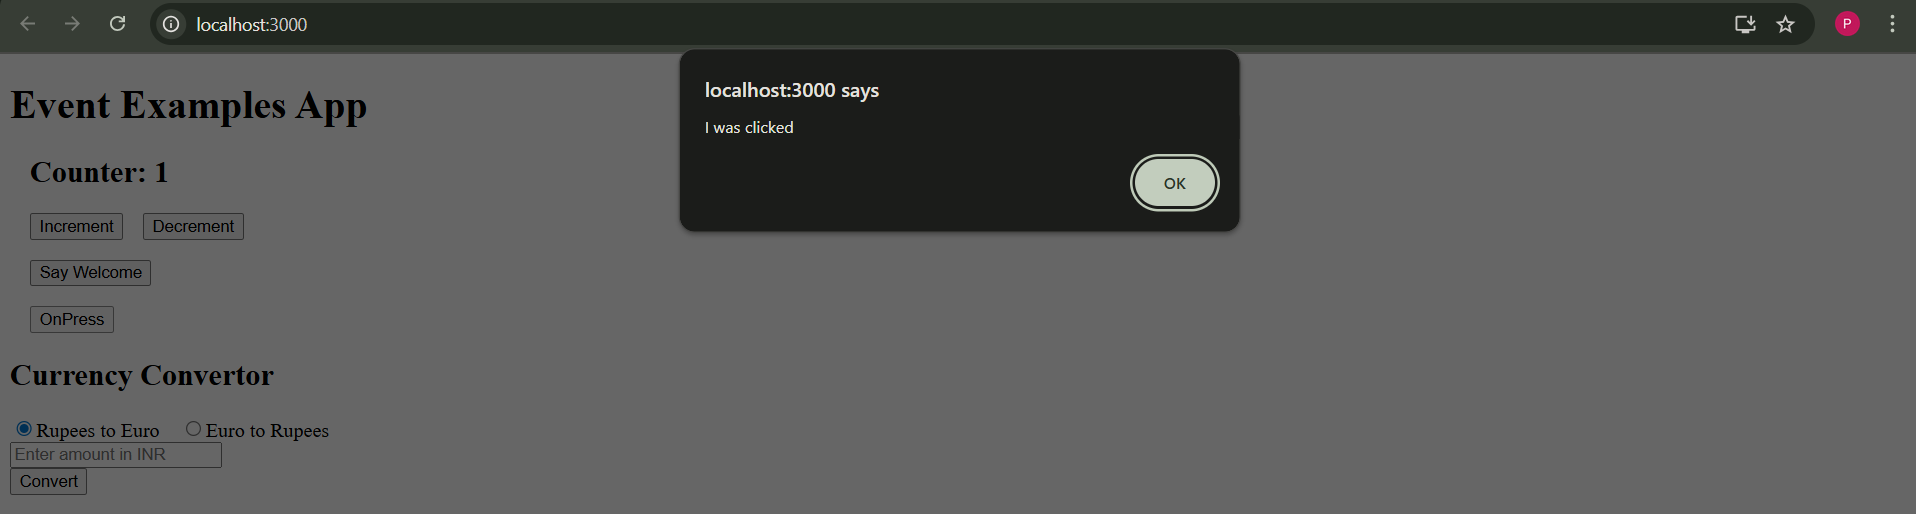 localhost:3000
P
localhost:3000 says
I was clicked
OK
Event Examples App
Counter: 1
Increment Decrement
Say Welcome
OnPress
Currency Convertor
Rupees to Euro Euro to Rupees
Enter amount in INR
Convert